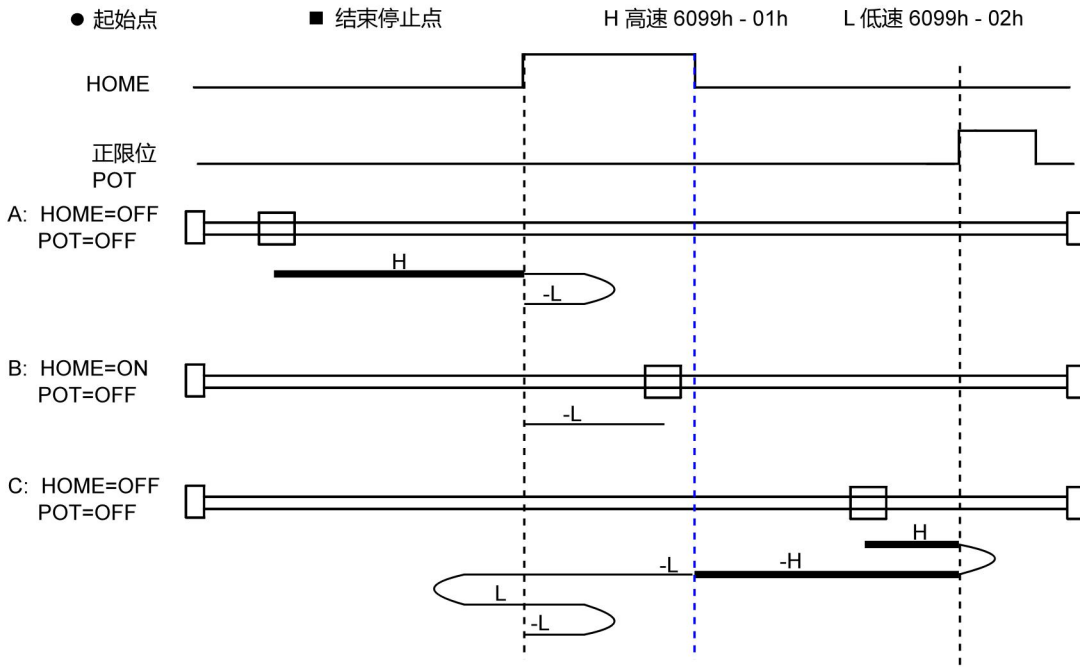 ● 起始点 ■ 结束停止点 H 高速 6099h - 01h L 低速 6099h - 02h
HOME
正限位
POT
A: HOME=OFF
POT=OFF
H
-L
B: HOME=ON
POT=OFF
-L
C: HOME=OFF
POT=OFF
H
-L
-H
L
-L